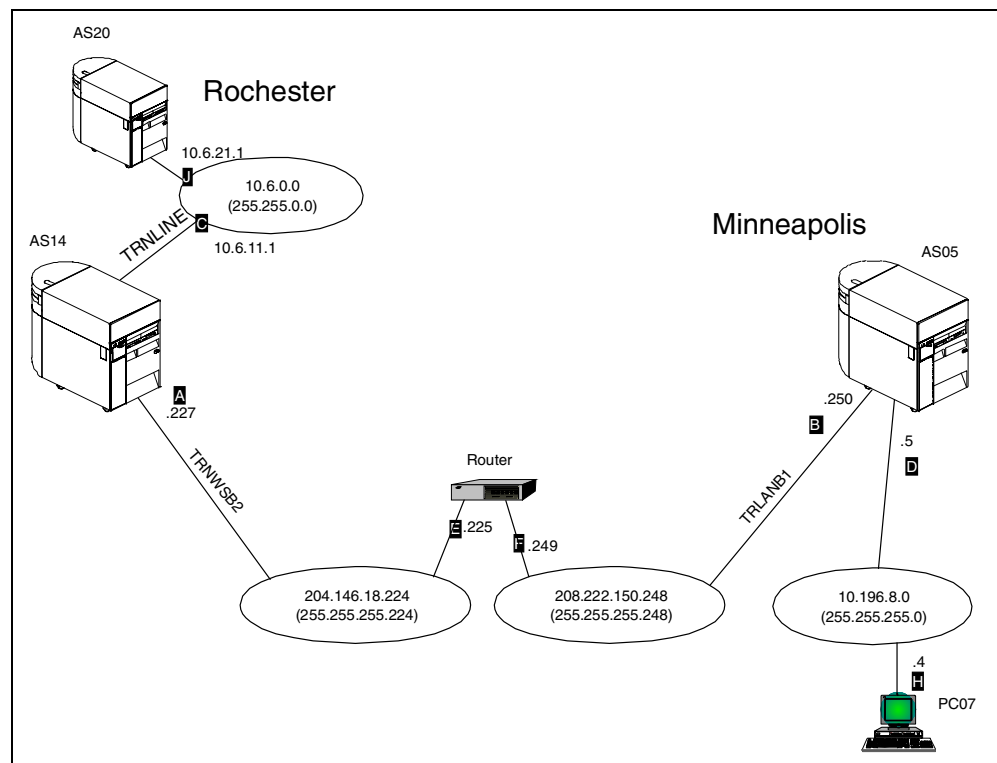 AS20
Rochester
10.6.21.1
J
10.6.0.0
(255.255.0.0)
TRNLINE
C
10.6.11.1
AS14
Minneapolis
AS05
A
.227
.250
B
.5
D
TRNWSB2
Router
TRLANB1
E
.225
F
.249
204.146.18.224
(255.255.255.224)
208.222.150.248
(255.255.255.248)
10.196.8.0
(255.255.255.0)
.4
H
PC07